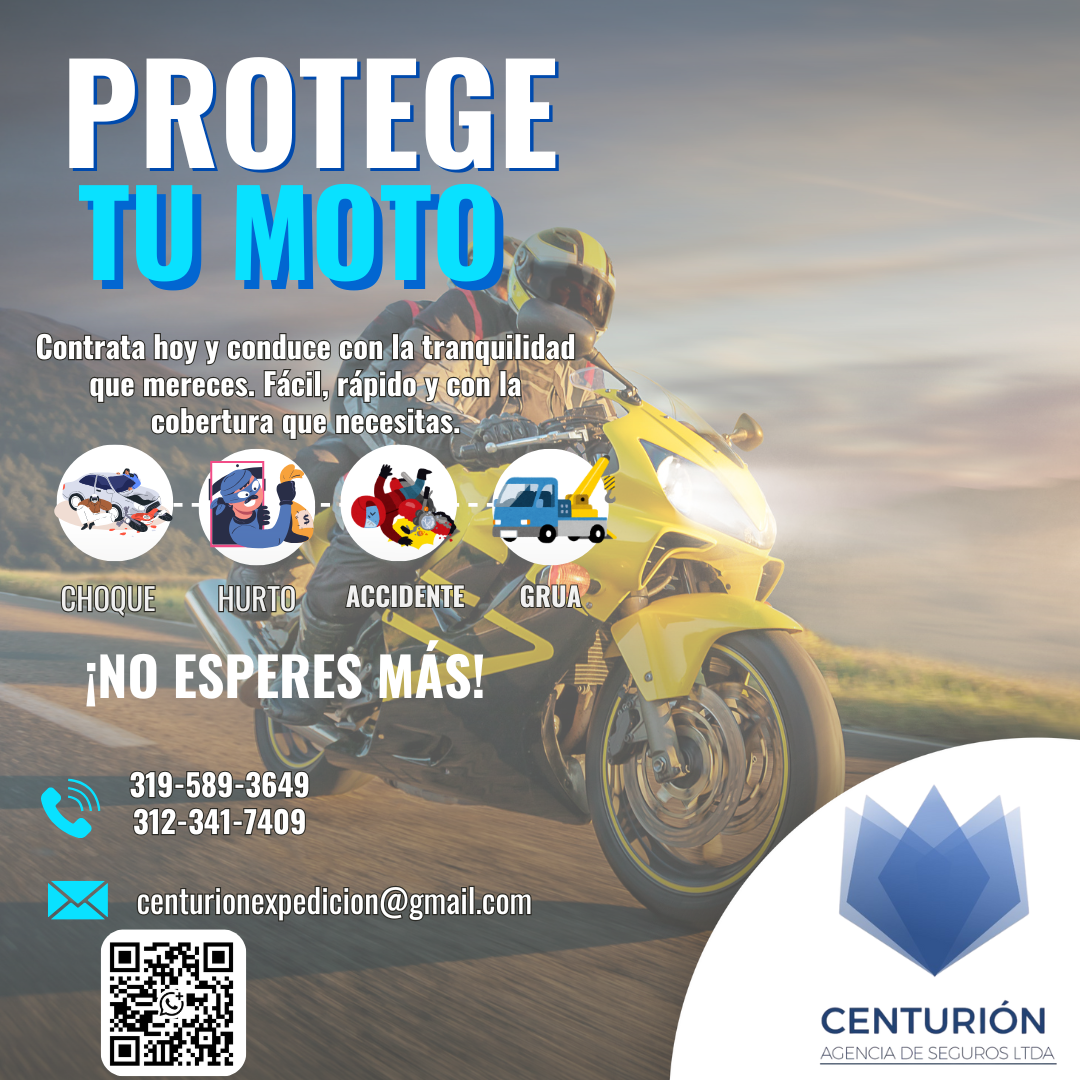 PROTEGE
TU MOTO
Contrata hoy y conduce con la tranquilidad
que mereces. Fácil, rápido y con la
cobertura que necesitas.
CHOQUE HURTO ACCIDENTE GRUA
¡NO ESPERES MÁS!
319-589-3649
312-341-7409
centurionexpedicion@gmail.com
CENTURIÓN
AGENCIA DE SEGUROS LTDA